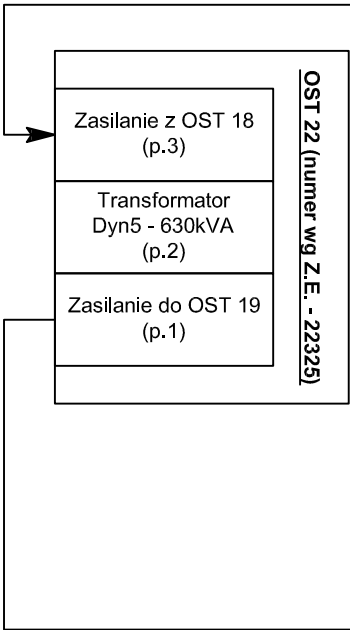 Zasilanie z OST 18
(p.3)
Transformator
Dyn5 - 630kVA
(p.2)
Zasilanie do OST 19
(p.1)
OST 22 (numer wg Z.E. - 22325)